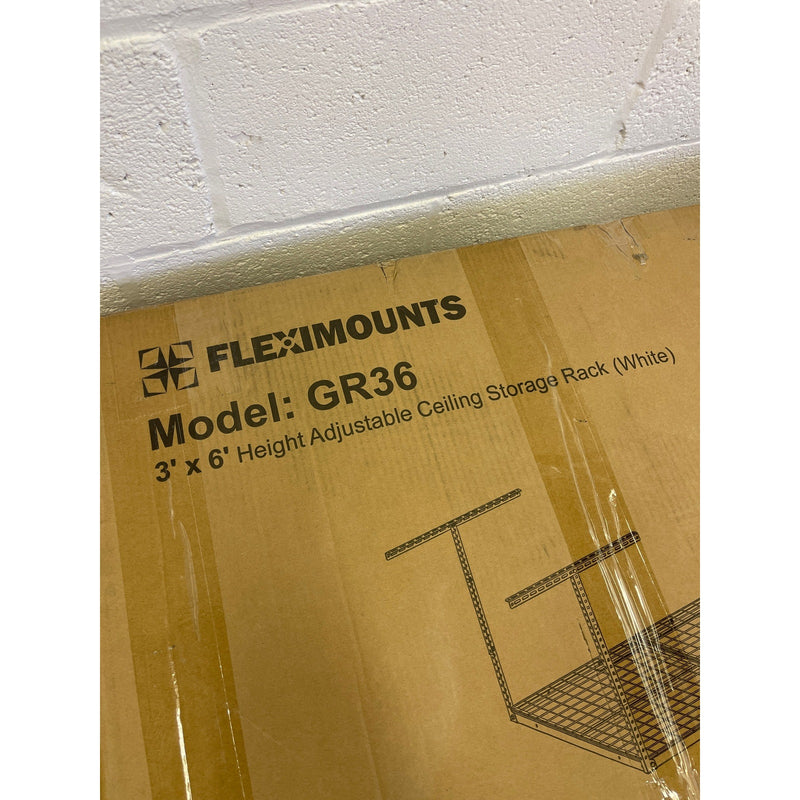 FLEXIMOUNTS
Model: GR36
3' x 6' Height Adjustable Ceiling Storage Rack (White)